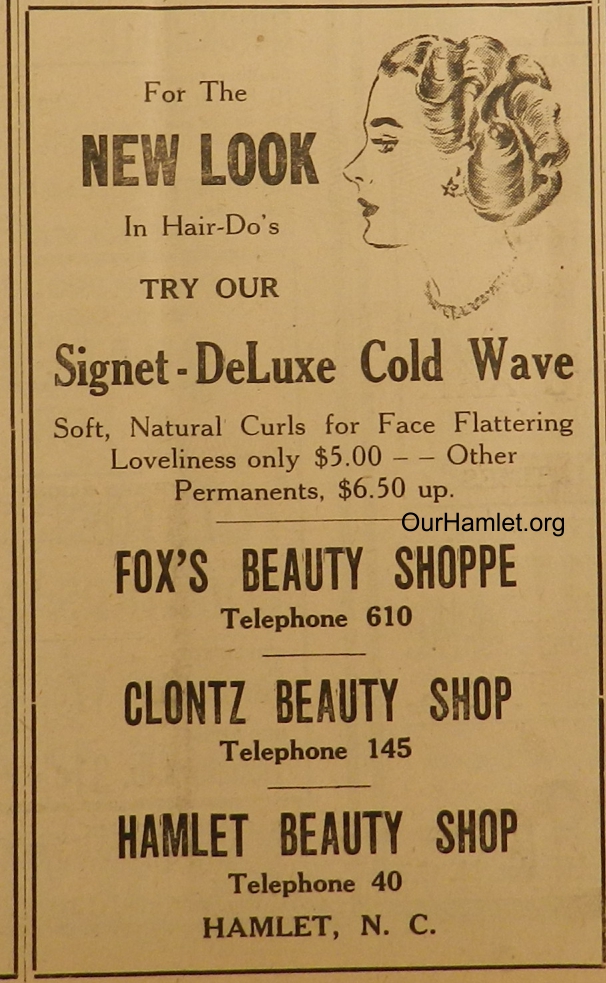 For The
NEW LOOK
In Hair-Do's
TRY OUR
Signet-DeLuxe Cold Wave
Soft, Natural Curls for Face Flattering
Loveliness only $5.00 – – Other
Permanents, $6.50 up.
OurHamlet.org
FOX'S BEAUTY SHOPPE
Telephone 610
CLONTZ BEAUTY SHOP
Telephone 145
HAMLET BEAUTY SHOP
Telephone 40
HAMLET, N. C.